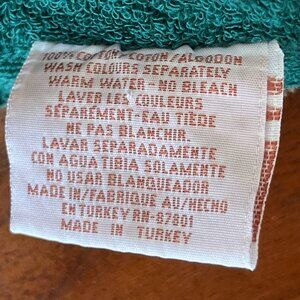 100% COTTON/COTON/ALGODON
WASH COLOURS SEPARATELY
WARM WATER-NO BLEACH
LAVER LES COULEURS
SÉPARÉMENT-EAU TIÈDE
NE PAS BLANCHIR.
LAVAR SEPARADAMENTE
CON AGUA TIBIA SOLAMENTE
NO USAR BLANQUEADOR
MADE IN/FABRIQUE AU/HECHO
EN TURKEY RN-87801
MADE IN TURKEY